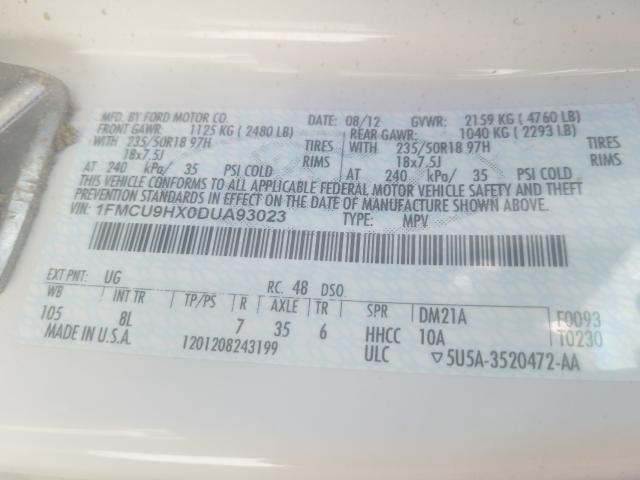 MFD. BY FORD MOTOR CO.
DATE: 08/12 GVWR: 2159 KG ( 4760 LB)
FRONT GAWR: 1125 KG ( 2480 LB)
REAR GAWR: 1040 KG ( 2293 LB)
WITH 235/50R18 97H TIRES
WITH 235/50R18 97H TIRES
18x7.5J RIMS
18x7.5J RIMS
AT 240 kPa/ 35 PSI COLD
AT 240 kPa/ 35 PSI COLD
THIS VEHICLE CONFORMS TO ALL APPLICABLE FEDERAL MOTOR VEHICLE SAFETY AND THEFT
PREVENTION STANDARDS IN EFFECT ON THE DATE OF MANUFACTURE SHOWN ABOVE.
VIN: 1FMCU9HX0DUA93023 TYPE: MPV
EXT PNT: UG RC: 48 DSO:
WB INT TR TP/PS R AXLE TR SPR DM21A F0093
105 8L 7 35 6 HHCC 10A T0230
MADE IN U.S.A. 1201208243199 ULC ▽5U5A-3520472-AA